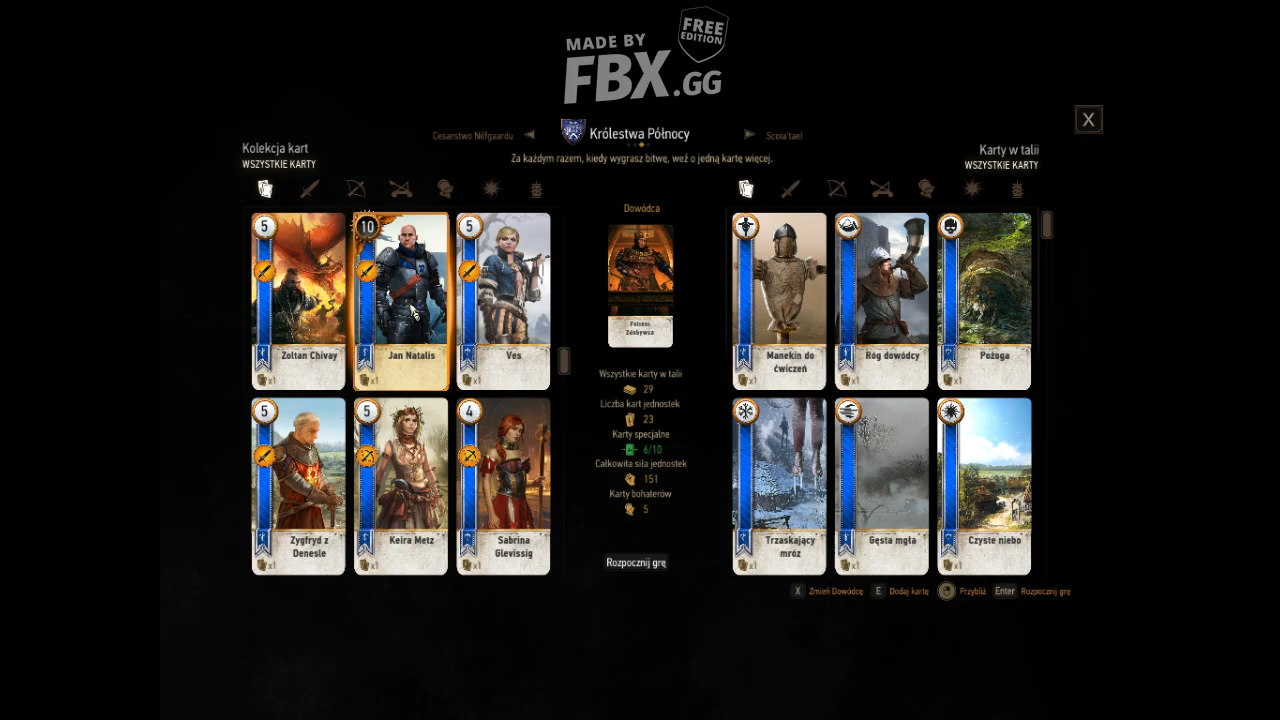 MADE BY
FREE
EDITION
FBX.GG
X
Cesarstwo Nilfgaardu
Królestwa Północy
Scoia'tael
Za każdym razem, kiedy wygrasz bitwę, weź o jedną kartę więcej.
Kolekcja kart
WSZYSTKIE KARTY
Karty w talii
WSZYSTKIE KARTY
5
Zoltan Chivay
x1
10
Jan Natalis
x1
5
Ves
x1
5
Zygfryd z
Denesle
x1
5
Keira Metz
x1
4
Sabrina
Glevissig
x1
Dowódca
Foltest
Zdobywca
Wszystkie karty w talii
29
Liczba kart jednostek
23
Karty specjalne
6/10
Całkowita siła jednostek
151
Karty bohaterów
5
Rozpocznij grę
Manekin do
ćwiczeń
x1
Róg dowódcy
x1
Pożoga
x1
Trzaskający
mróz
x1
Gęsta mgła
x1
Czyste niebo
x1
X Zmień Dowódcę E Dodaj kartę Przybliż Enter Rozpocznij grę